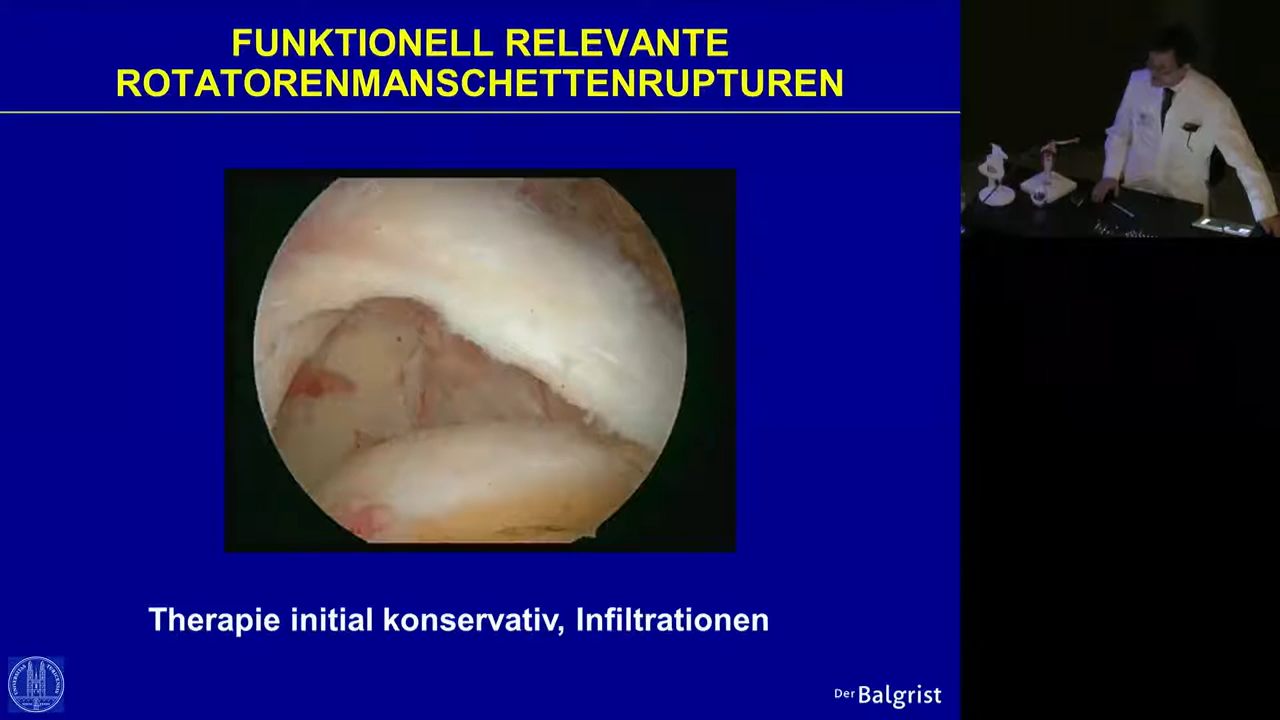 FUNKTIONELL RELEVANTE
ROTATORENMANSCHETTENRUPTUREN
Therapie initial konservativ, Infiltrationen
Der Balgrist